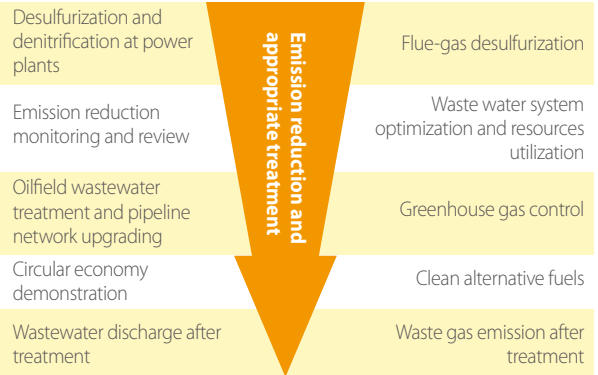 Desulfurization and
denitrification at power
plants
Emission reduction
monitoring and review
Oilfield wastewater
treatment and pipeline
network upgrading
Circular economy
demonstration
Wastewater discharge after
treatment
Emission reduction and
appropriate treatment
Flue-gas desulfurization
Waste water system
optimization and resources
utilization
Greenhouse gas control
Clean alternative fuels
Waste gas emission after
treatment